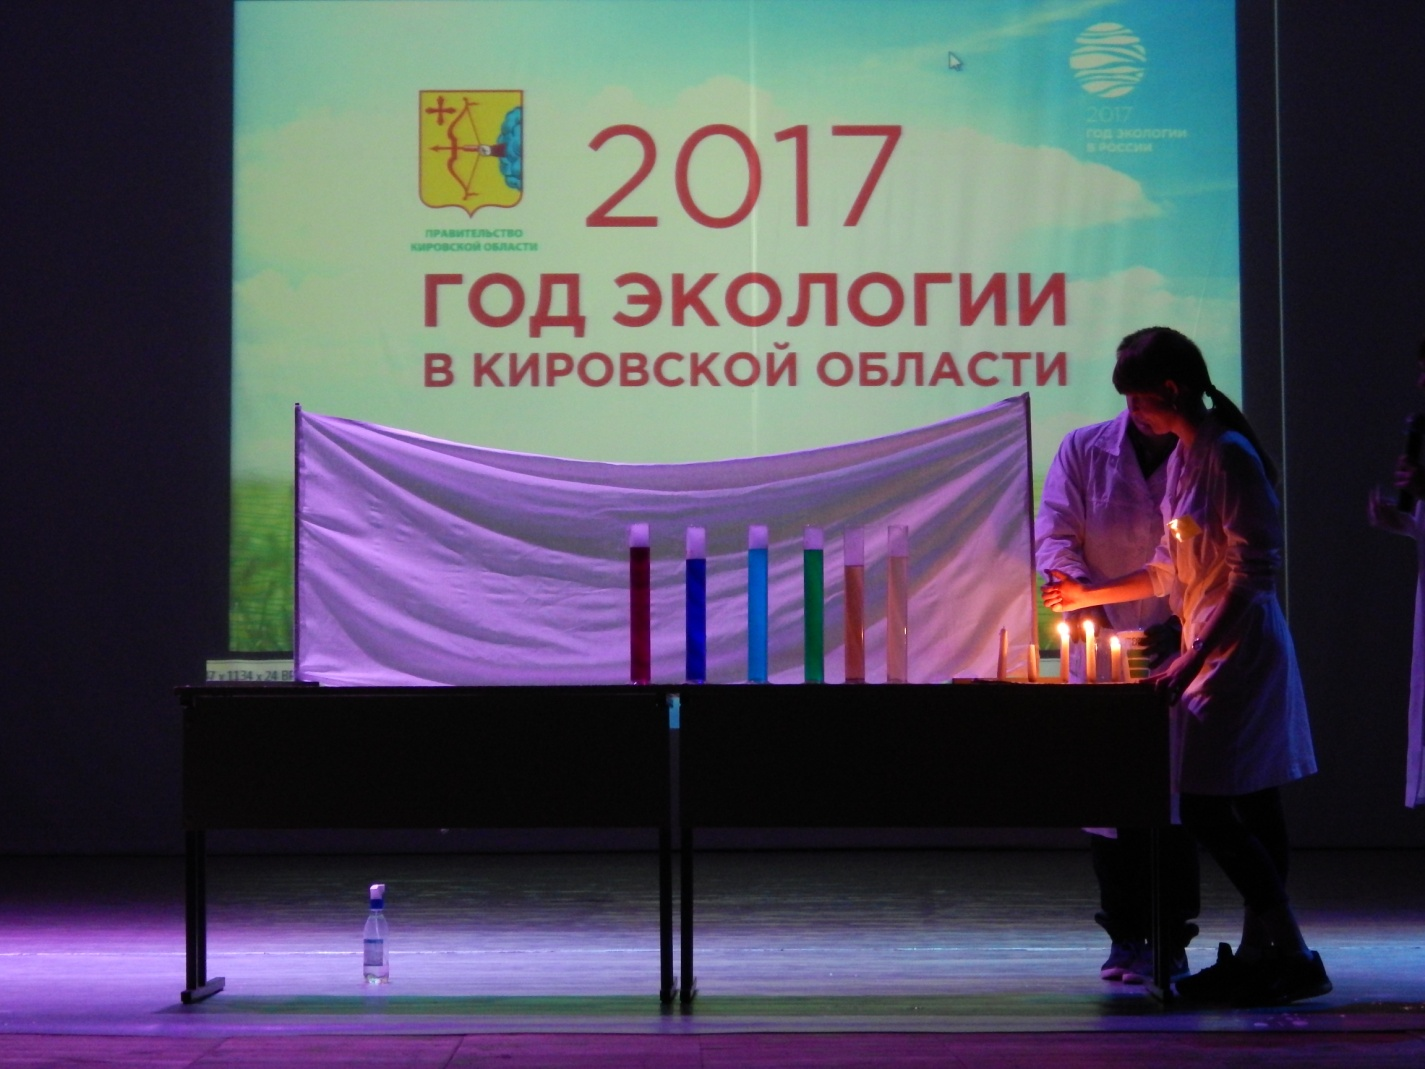 2017
ГОД ЭКОЛОГИИ
В РОССИИ
2017
ПРАВИТЕЛЬСТВО
КИРОВСКОЙ ОБЛАСТИ
ГОД ЭКОЛОГИИ
В КИРОВСКОЙ ОБЛАСТИ